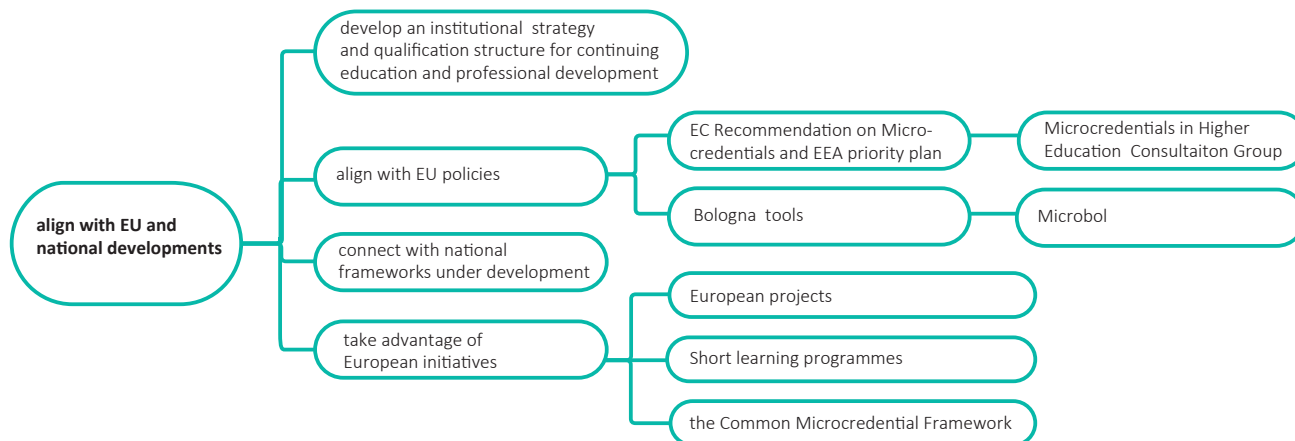 develop an institutional strategy
and qualification structure for continuing
education and professional development
EC Recommendation on Micro-
credentials and EEA priority plan
Microcredentials in Higher
Education Consultaiton Group
align with EU policies
Bologna tools
Microbol
align with EU and
national developments
connect with national
frameworks under development
European projects
take advantage of
European initiatives
Short learning programmes
the Common Microcredential Framework